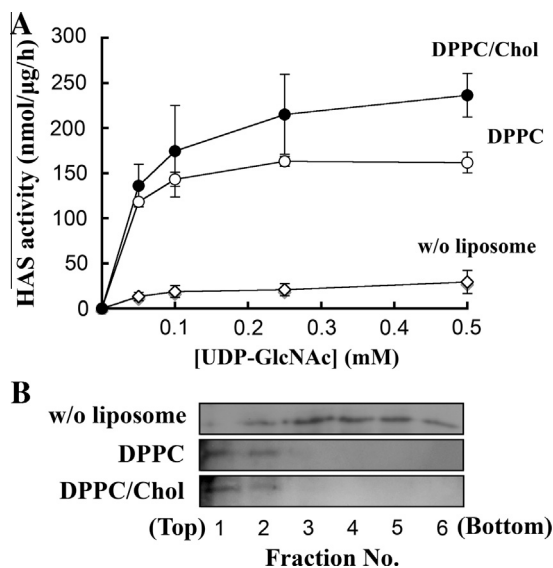 A
HAS activity (nmol/µg/h)
300
250
200
150
100
50
0
DPPC/Chol
DPPC
w/o liposome
0.1 0.2 0.3 0.4 0.5
[UDP-GlcNAc] (mM)
B
w/o liposome
DPPC
DPPC/Chol
(Top) 1 2 3 4 5 6 (Bottom)
Fraction No.